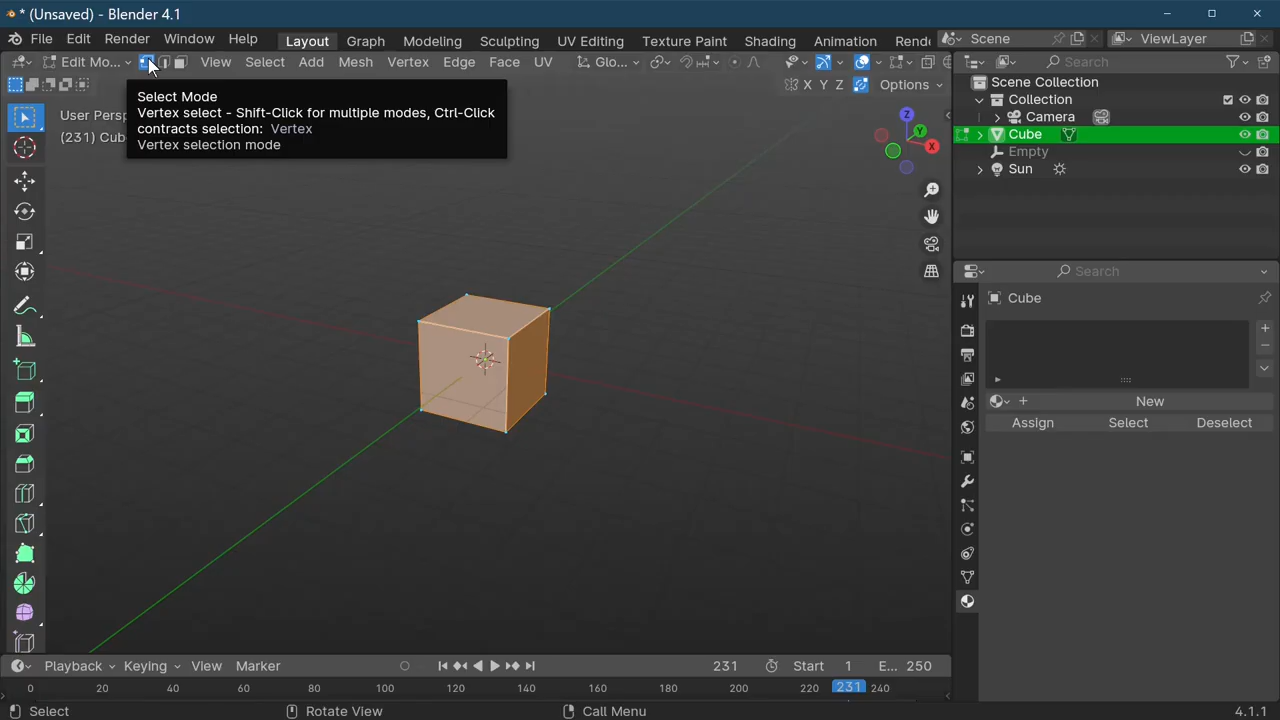 * (Unsaved) - Blender 4.1
File Edit Render Window Help Layout Graph Modeling Sculpting UV Editing Texture Paint Shading Animation Rende Scene ViewLayer
Edit Mo... View Select Add Mesh Vertex Edge Face UV Glo... Search
X Y Z Options
Select Mode
Vertex select - Shift-Click for multiple modes, Ctrl-Click
contracts selection: Vertex
Vertex selection mode
User Persp
(231) Cub
Z
Y
X
Scene Collection
Collection
Camera
Cube
Empty
Sun
Search
Cube
New
Assign Select Deselect
Playback Keying View Marker 231 Start 1 E... 250
0 20 40 60 80 100 120 140 160 180 200 220 231 240
Select Rotate View Call Menu 4.1.1